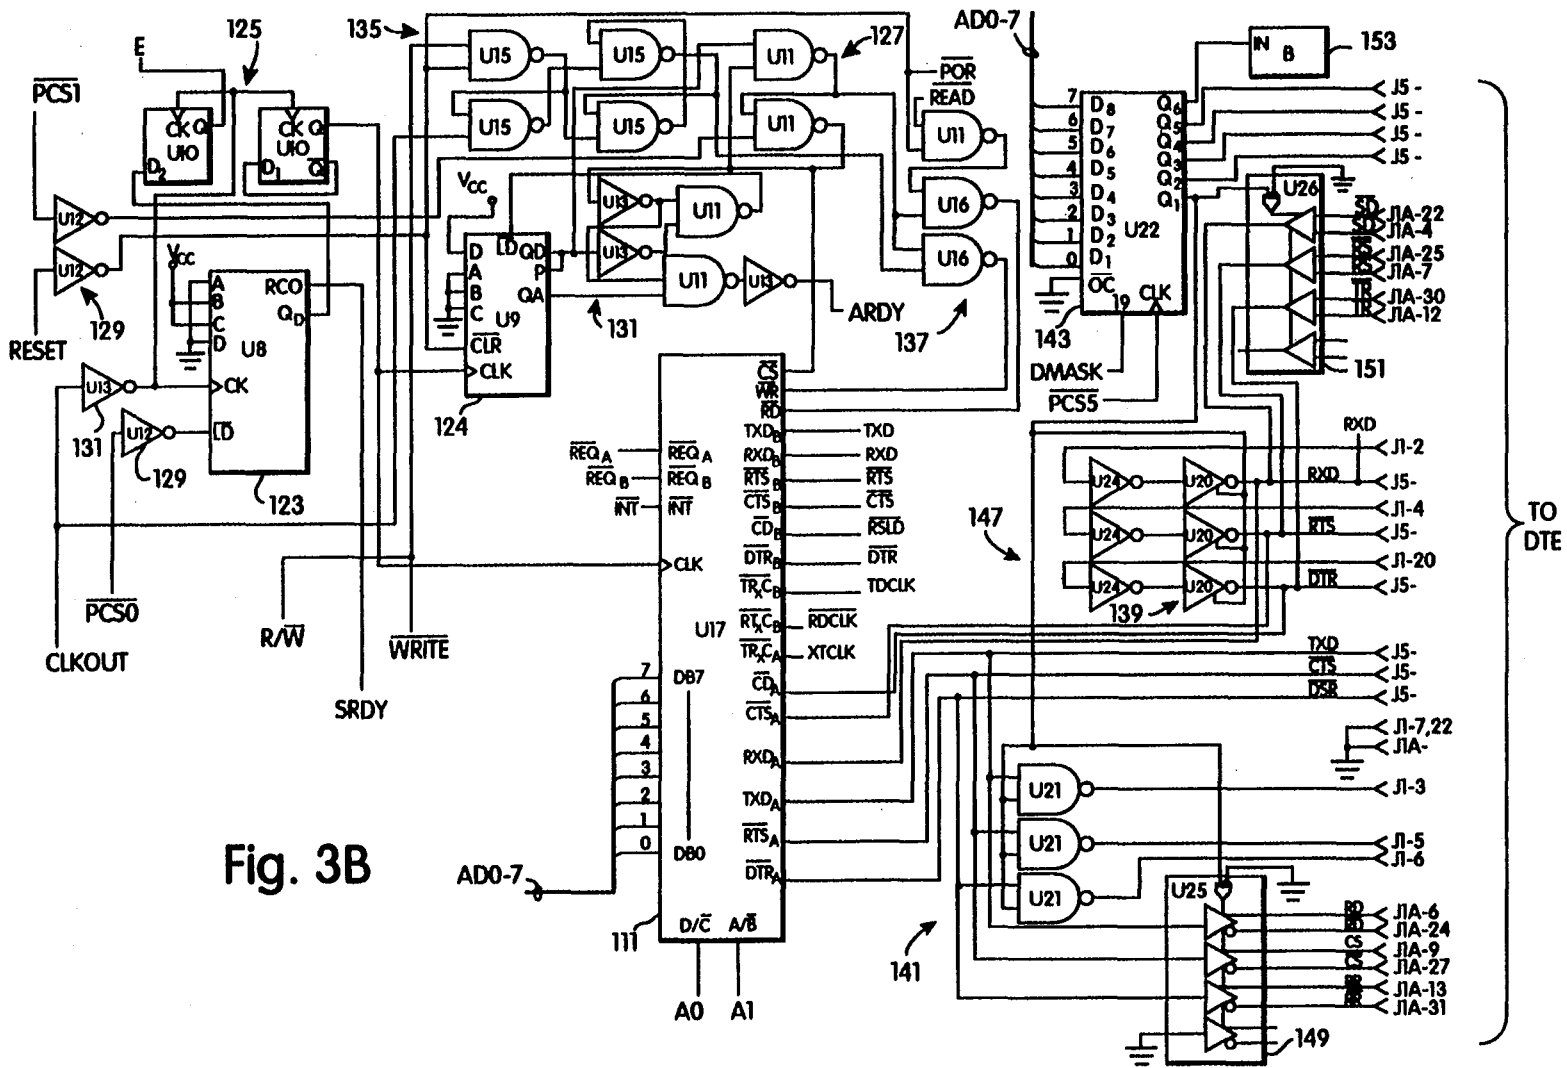 E
125
135
127
AD0-7
153
IN
B
PCS1
CK Q
U10
D2
CK Q
U10
D1 Q
U15
U15
U11
U15
U15
U11
POR
READ
U11
7 D8
6 D7
5 D6
4 D5
3 D4
2 D3
1 D2
0 D1
OC
19
CLK
U22
Q6
Q5
Q4
Q3
Q2
Q1
J5-
J5-
J5-
J5-
U26
J1A-22
J1A-4
J1A-25
J1A-7
J1A-30
J1A-12
151
U12
U12
129
RESET
VCC
A
B
C
D
RCO
QD
U8
CK
LD
123
VCC
D LD QD
A P
B QA
C
U9
CLR
CLK
124
U13
U13
U11
U11
U13
131
ARDY
U16
U16
137
143
DMASK
PCS5
U13
131
U12
129
CLKOUT
PCS0
R/W
WRITE
SRDY
REQA REQA
REQB REQB
INT INT
CLK
U17
CS
WR
RD
TXDB TXD
RXDB RXD
RTSB RTS
CTSB CTS
CDB RSLD
DTRB DTR
TRXCB TDCLK
RTXCB RDCLK
TRXCA XTCLK
CDA
CTSA
RXDA
TXDA
RTSA
DTRA
7 DB7
6
5
4
3
2
1
0 DB0
AD0-7
111
D/C A/B
A0 A1
147
U24 U20
U24 U20
U24 U20
139
RXD
J1-2
RXD J5-
J1-4
RTS J5-
J1-20
DTR J5-
TXD J5-
CTS J5-
DSR J5-
J1-7,22
J1A-
TO
DTE
U21
U21
U21
J1-3
J1-5
J1-6
141
U25
RD J1A-6
J1A-24
CS J1A-9
J1A-27
J1A-13
J1A-31
149
Fig. 3B